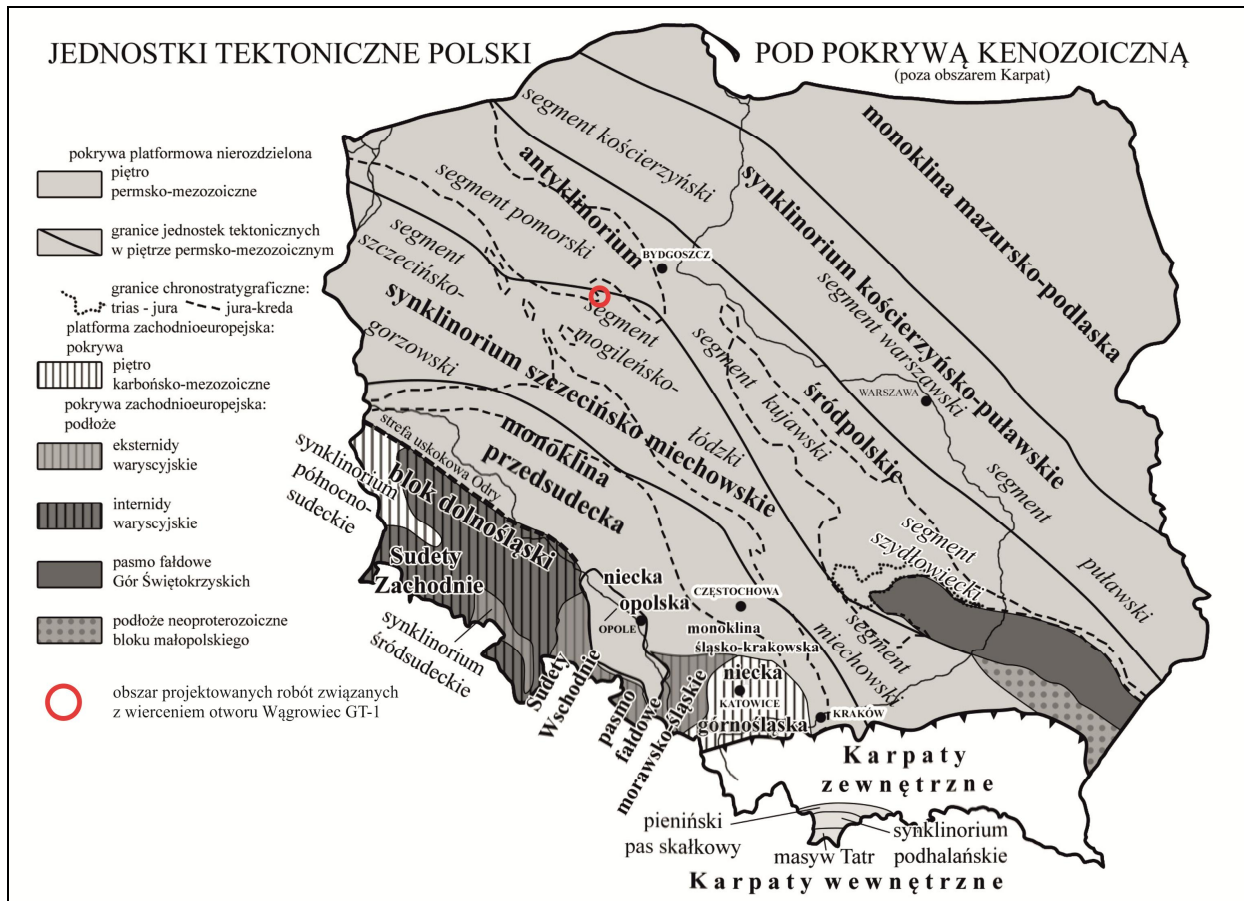 JEDNOSTKI TEKTONICZNE POLSKI
POD POKRYWĄ KENOZOICZNĄ
(poza obszarem Karpat)
pokrywa platformowa nierozdzielona
piętro
permsko-mezozoiczne
granice jednostek tektonicznych
w piętrze permsko-mezozoicznym
granice chronostratygraficzne:
trias - jura
jura-kreda
platforma zachodnioeuropejska:
pokrywa
piętro
karbońsko-mezozoiczne
pokrywa zachodnioeuropejska:
podłoże
eksternidy
waryscyjskie
internidy
waryscyjskie
pasmo fałdowe
Gór Świętokrzyskich
podłoże neoproterozoiczne
bloku małopolskiego
obszar projektowanych robót związanych
z wierceniem otworu Wągrowiec GT-1
segment kościerzyński
antyklinorium
segment pomorski
segment
szczecińsko-
gorzowski
BYDGOSZCZ
synklinorium kościerzyńsko-puławskie
segment warszawski
monoklina mazursko-podlaska
segment
mogileńsko-
łódzki
synklinorium szczecińsko miechowskie
segment
kujawski
śródpolskie
WARSZAWA
segment
puławski
monoklina
przedsudecka
strefa uskokowa Odry
synklinorium
północno-
sudeckie
blok dolnośląski
Sudety
Zachodnie
synklinorium
śródsudeckie
Sudety
Wschodnie
niecka
opolska
OPOLE
CZĘSTOCHOWA
monoklina
śląsko-krakowska
segment
szydłowiecki
segment
miechowski
pasmo
fałdowe
morawsko-śląskie
niecka
KATOWICE
górnośląska
KRAKÓW
Karpaty
zewnętrzne
pieniński
pas skałkowy
masyw Tatr
synklinorium
podhalańskie
Karpaty wewnętrzne